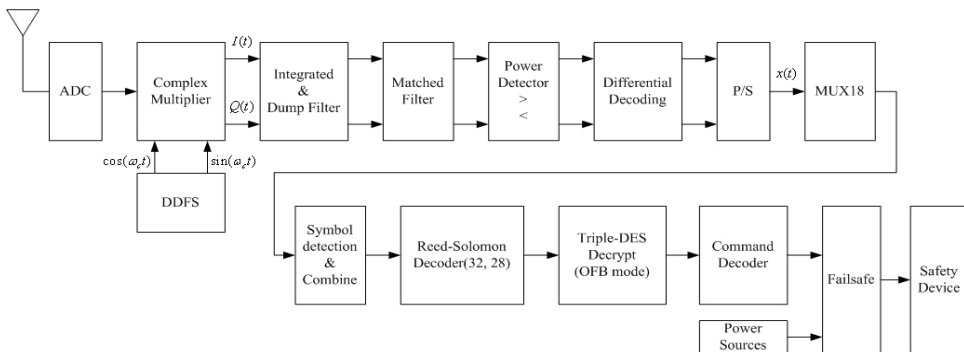 ADC
Complex
Multiplier
I(t)
Q(t)
Integrated
&
Dump Filter
Matched
Filter
Power
Detector
>
<
Differential
Decoding
P/S
x(t)
MUX18
cos(ω_c t)
sin(ω_c t)
DDFS
Symbol
detection
&
Combine
Reed-Solomon
Decoder(32, 28)
Triple-DES
Decrypt
(OFB mode)
Command
Decoder
Failsafe
Safety
Device
Power
Sources